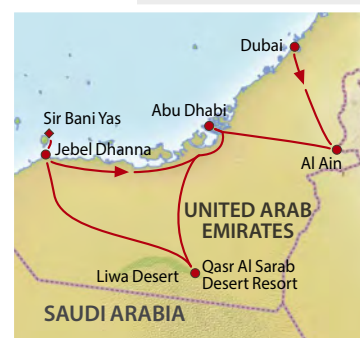 Dubai
Abu Dhabi
Sir Bani Yas
Jebel Dhanna
Al Ain
UNITED ARAB
EMIRATES
Qasr Al Sarab
Desert Resort
Liwa Desert
SAUDI ARABIA